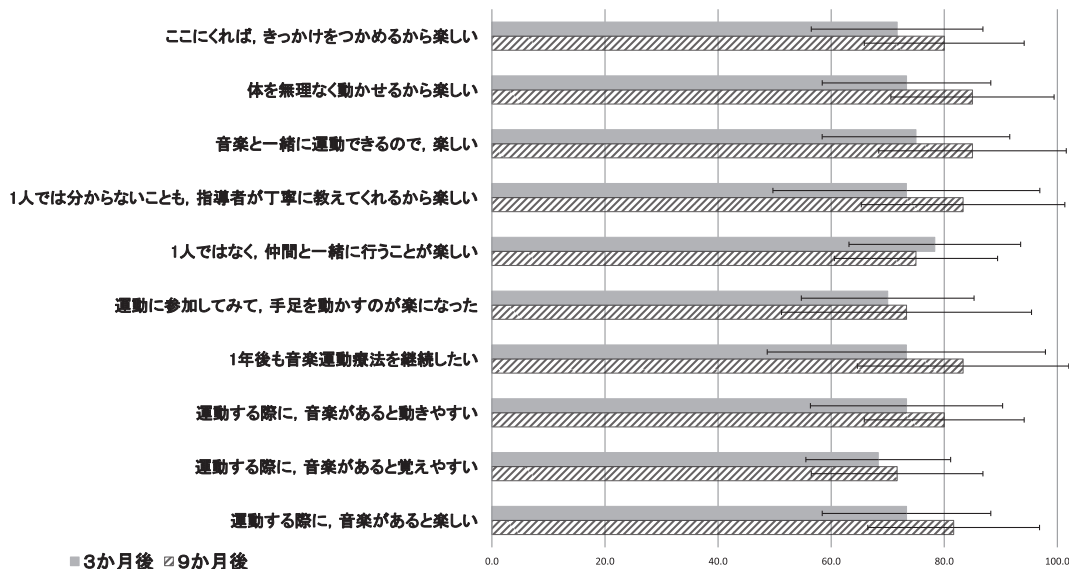 ここにくれば，きっかけをつかめるから楽しい
体を無理なく動かせるから楽しい
音楽と一緒に運動できるので，楽しい
1人では分からないことも，指導者が丁寧に教えてくれるから楽しい
1人ではなく，仲間と一緒に行うことが楽しい
運動に参加してみて，手足を動かすのが楽になった
1年後も音楽運動療法を継続したい
運動する際に，音楽があると動きやすい
運動する際に，音楽があると覚えやすい
運動する際に，音楽があると楽しい
3か月後 9か月後
0.0 20.0 40.0 60.0 80.0 100.0